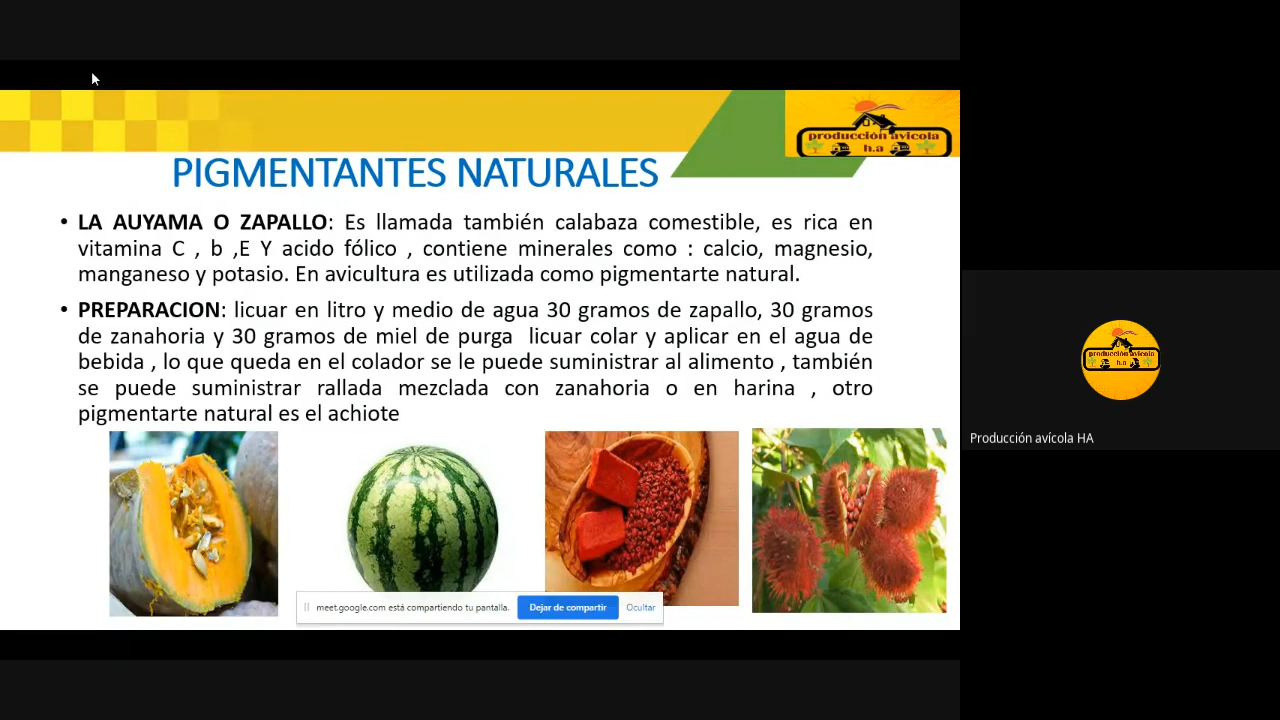 producción avicola
h.a
PIGMENTANTES NATURALES
• LA AUYAMA O ZAPALLO: Es llamada también calabaza comestible, es rica en
vitamina C , b ,E Y acido fólico , contiene minerales como : calcio, magnesio,
manganeso y potasio. En avicultura es utilizada como pigmentarte natural.
• PREPARACION: licuar en litro y medio de agua 30 gramos de zapallo, 30 gramos
de zanahoria y 30 gramos de miel de purga licuar colar y aplicar en el agua de
bebida , lo que queda en el colador se le puede suministrar al alimento , también
se puede suministrar rallada mezclada con zanahoria o en harina , otro
pigmentarte natural es el achiote
meet.google.com está compartiendo tu pantalla. Dejar de compartir Ocultar
producción avicola
h.a
Producción avícola HA